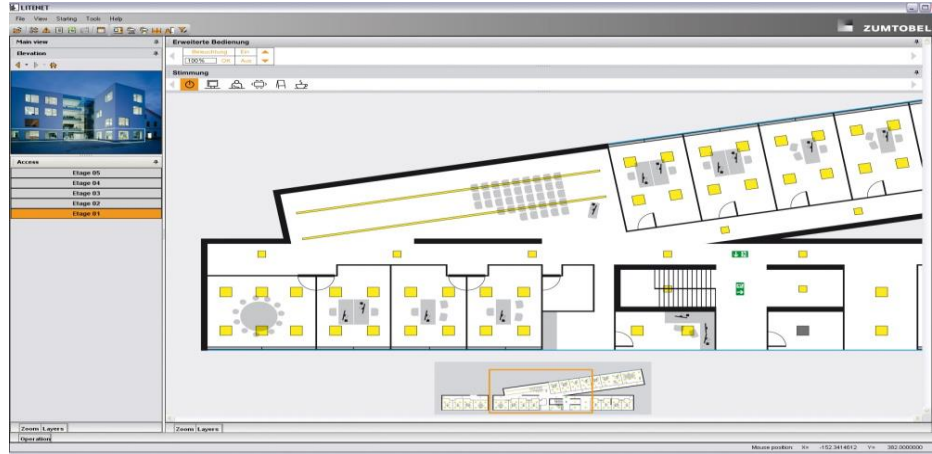 LITENET
File View Starting Tools Help
ZUMTOBEL
Main view
Elevation
Access
Etage 05
Etage 04
Etage 03
Etage 02
Etage 01
Zoom Layers
Operation
Erweiterte Bedienung
Beleuchtung Ein
100% Aus
Stimmung
Zoom Layers
Mouse position: X= -152.3414612 Y= 382.0000000